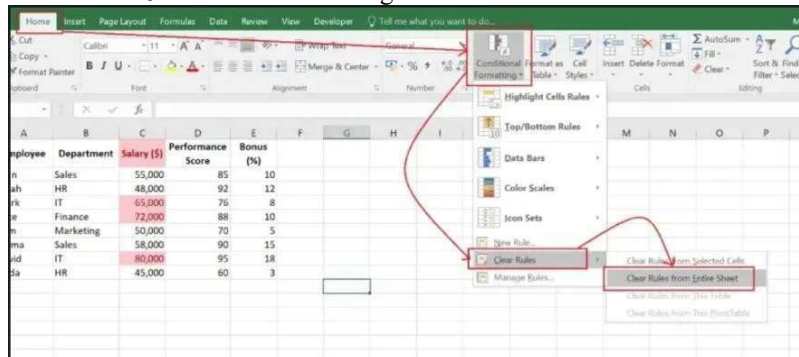 Home Insert Page Layout Formulas Data Review View Developer Tell me what you want to do...
Cut
Copy
Format Painter
Calibri 11 A A
B I U
Wrap Text
Merge & Center
General
% ,
Conditional Formatting
Format as Table
Cell Styles
Insert Delete Format
AutoSum
Fill
Clear
Sort & Find
Filter
Font Alignment Number Cells
fx
A B C D E F G H I M N O P
Department Salary ($) Performance Score Bonus (%)
Sales 55,000 85 10
HR 48,000 92 12
IT 65,000 76 8
Finance 72,000 88 10
Marketing 50,000 70 5
Sales 58,000 90 15
IT 80,000 95 18
HR 45,000 60 3
Highlight Cells Rules
Top/Bottom Rules
Data Bars
Color Scales
Icon Sets
New Rule...
Clear Rules
Manage Rules...
Clear Rules from Selected Cells
Clear Rules from Entire Sheet
Clear Rules from This Table
Clear Rules from This PivotTable